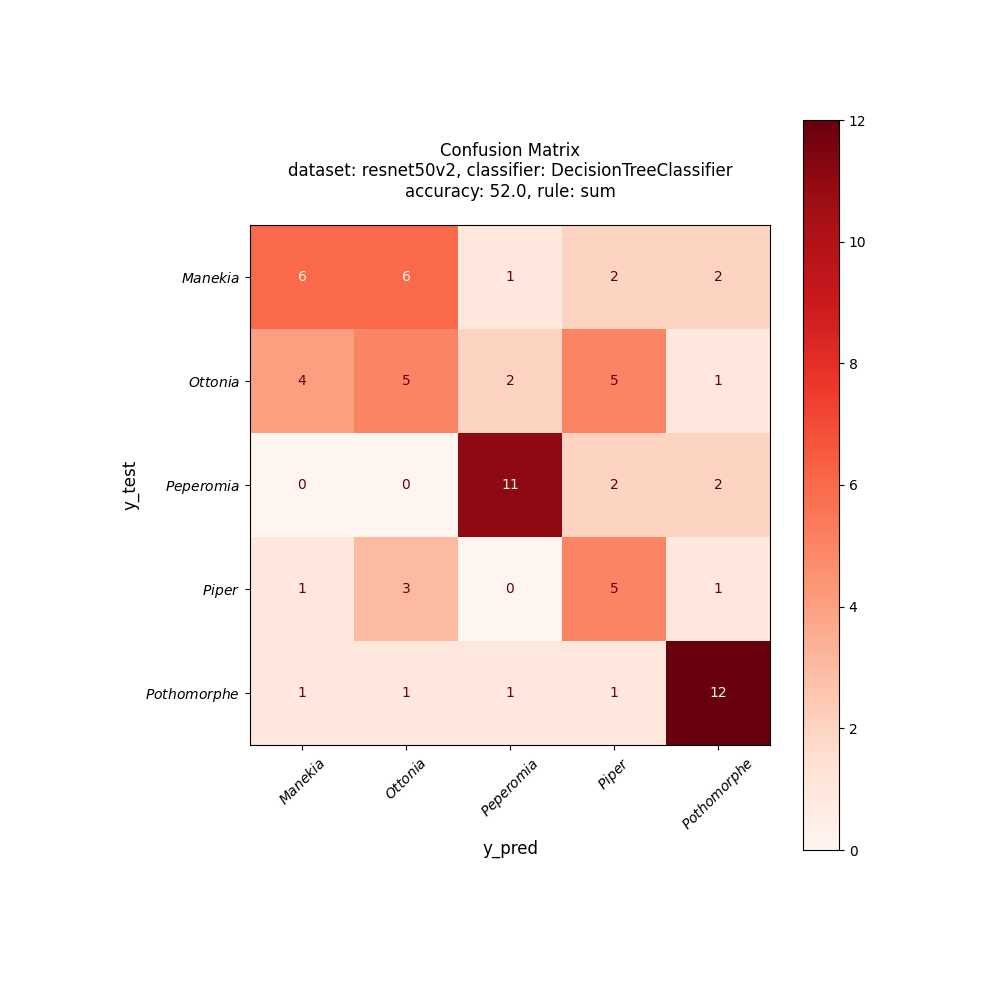 Confusion Matrix
dataset: resnet50v2, classifier: DecisionTreeClassifier
accuracy: 52.0, rule: sum
Manekia 6 6 1 2 2
Ottonia 4 5 2 5 1
Peperomia 0 0 11 2 2
Piper 1 3 0 5 1
Pothomorphe 1 1 1 1 12
Manekia Ottonia Peperomia Piper Pothomorphe
y_pred
y_test
12
10
8
6
4
2
0